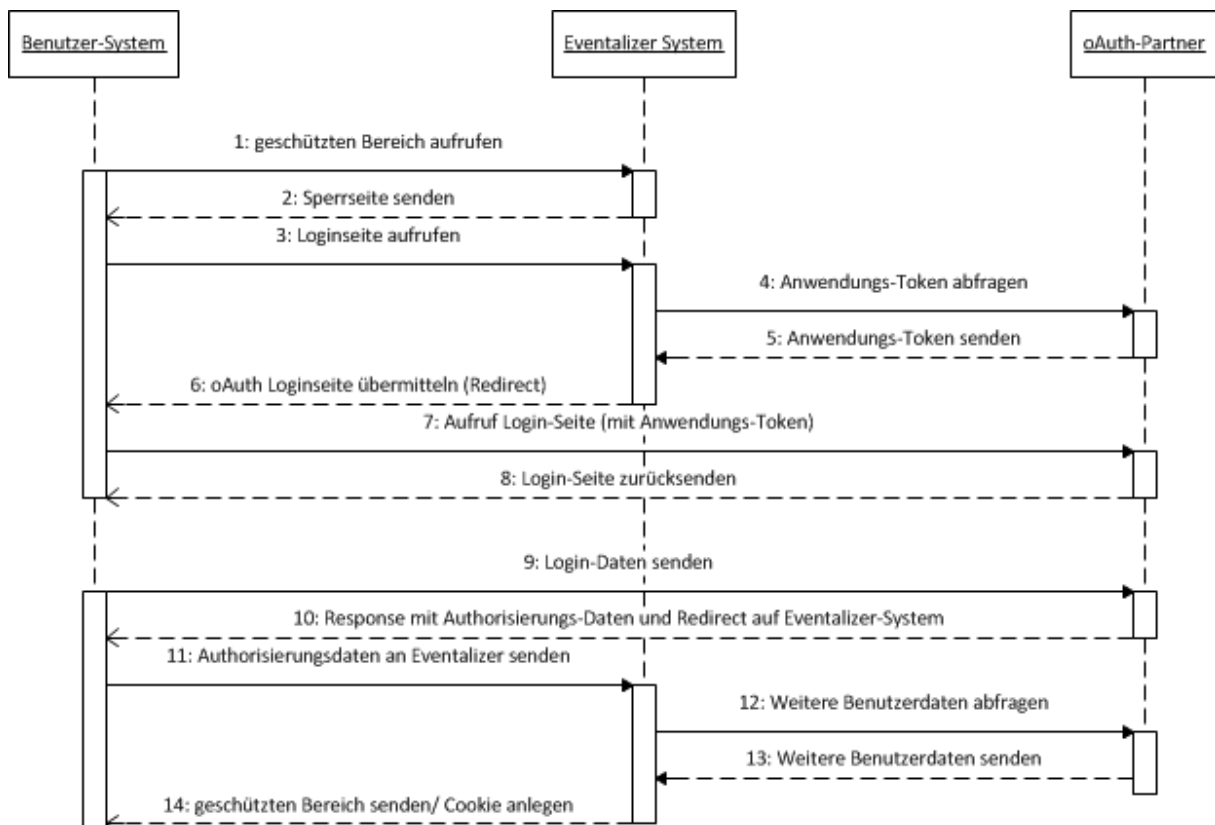 Benutzer-System
Eventalizer System
oAuth-Partner
1: geschützten Bereich aufrufen
2: Sperrseite senden
3: Loginseite aufrufen
4: Anwendungs-Token abfragen
5: Anwendungs-Token senden
6: oAuth Loginseite übermitteln (Redirect)
7: Aufruf Login-Seite (mit Anwendungs-Token)
8: Login-Seite zurücksenden
9: Login-Daten senden
10: Response mit Authorisierungs-Daten und Redirect auf Eventalizer-System
11: Authorisierungsdaten an Eventalizer senden
12: Weitere Benutzerdaten abfragen
13: Weitere Benutzerdaten senden
14: geschützten Bereich senden/ Cookie anlegen